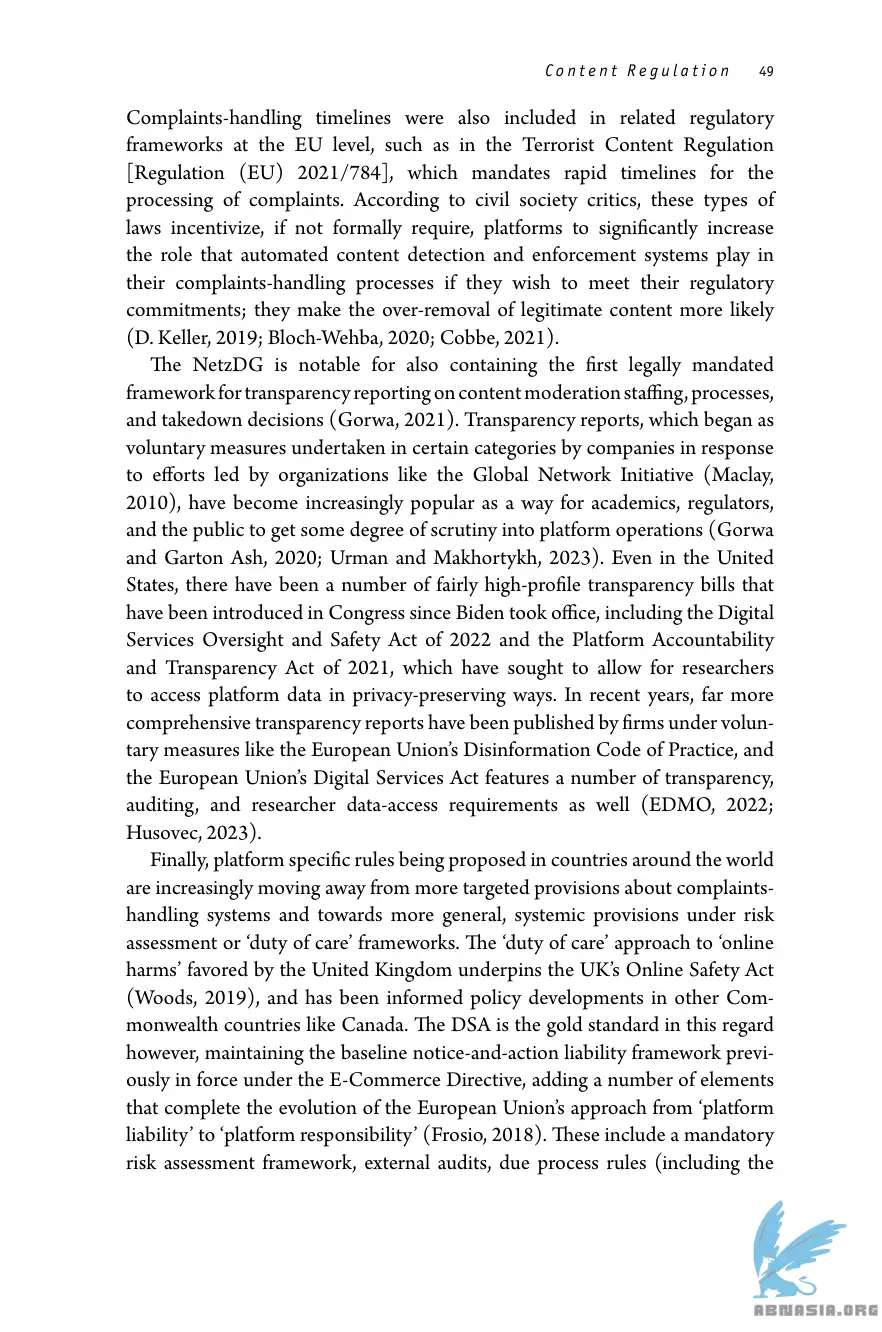 Content Regulation 49
Complaints-handling timelines were also included in related regulatory
frameworks at the EU level, such as in the Terrorist Content Regulation
[Regulation (EU) 2021/784], which mandates rapid timelines for the
processing of complaints. According to civil society critics, these types of
laws incentivize, if not formally require, platforms to significantly increase
the role that automated content detection and enforcement systems play in
their complaints-handling processes if they wish to meet their regulatory
commitments; they make the over-removal of legitimate content more likely
(D. Keller, 2019; Bloch-Wehba, 2020; Cobbe, 2021).
The NetzDG is notable for also containing the first legally mandated
framework for transparency reporting on content moderation staffing, processes,
and takedown decisions (Gorwa, 2021). Transparency reports, which began as
voluntary measures undertaken in certain categories by companies in response
to efforts led by organizations like the Global Network Initiative (Maclay,
2010), have become increasingly popular as a way for academics, regulators,
and the public to get some degree of scrutiny into platform operations (Gorwa
and Garton Ash, 2020; Urman and Makhortykh, 2023). Even in the United
States, there have been a number of fairly high-profile transparency bills that
have been introduced in Congress since Biden took office, including the Digital
Services Oversight and Safety Act of 2022 and the Platform Accountability
and Transparency Act of 2021, which have sought to allow for researchers
to access platform data in privacy-preserving ways. In recent years, far more
comprehensive transparency reports have been published by firms under volun-
tary measures like the European Union's Disinformation Code of Practice, and
the European Union's Digital Services Act features a number of transparency,
auditing, and researcher data-access requirements as well (EDMO, 2022;
Husovec, 2023).
Finally, platform specific rules being proposed in countries around the world
are increasingly moving away from more targeted provisions about complaints-
handling systems and towards more general, systemic provisions under risk
assessment or ‘duty of care’ frameworks. The ‘duty of care’ approach to ‘online
harms’ favored by the United Kingdom underpins the UK’s Online Safety Act
(Woods, 2019), and has been informed policy developments in other Com-
monwealth countries like Canada. The DSA is the gold standard in this regard
however, maintaining the baseline notice-and-action liability framework previ-
ously in force under the E-Commerce Directive, adding a number of elements
that complete the evolution of the European Union’s approach from ‘platform
liability’ to ‘platform responsibility’ (Frosio, 2018). These include a mandatory
risk assessment framework, external audits, due process rules (including the
ABNASIA.ORG